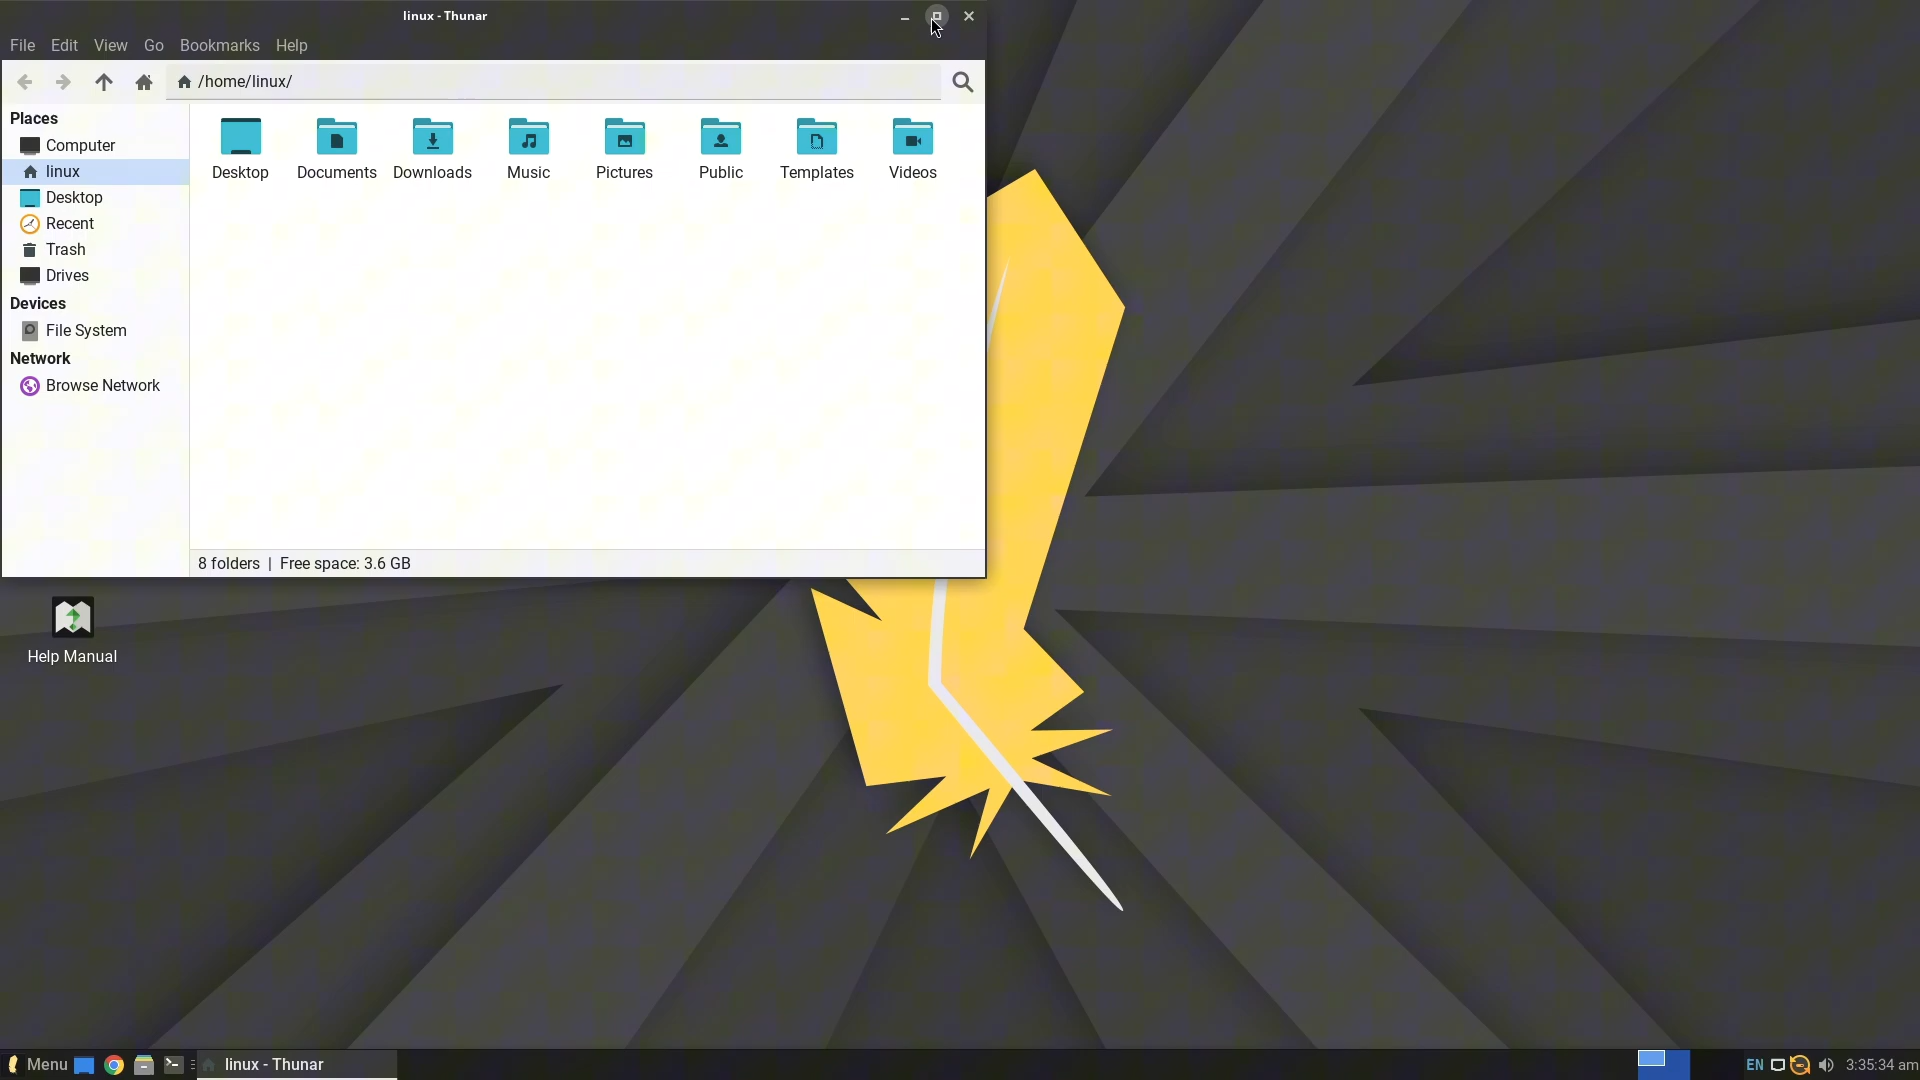 linux - Thunar
File Edit View Go Bookmarks Help
/home/linux/
Places
Computer
linux
Desktop
Recent
Trash
Drives
Devices
File System
Network
Browse Network
Desktop Documents Downloads Music Pictures Public Templates Videos
8 folders | Free space: 3.6 GB
Help Manual
Menu linux - Thunar EN 3:35:34 am